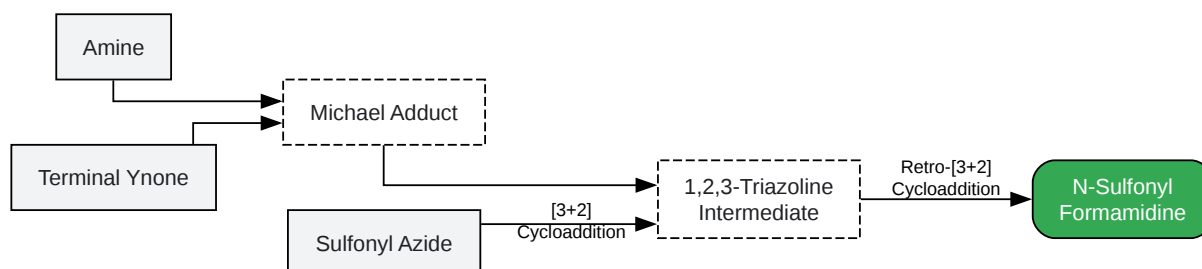 Amine
Michael Adduct
Terminal Ynone
[3+2]
Cycloaddition
Sulfonyl Azide
1,2,3-Triazoline
Intermediate
Retro-[3+2]
Cycloaddition
N-Sulfonyl
Formamidine